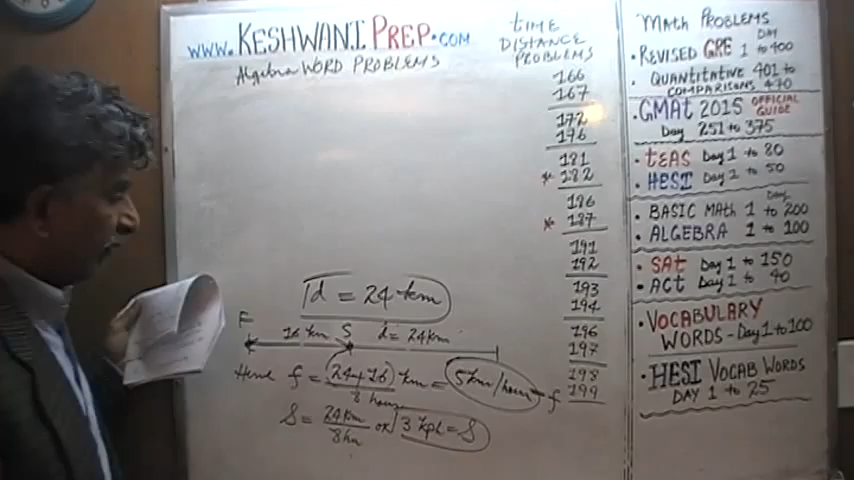 www.KESHWANIPREP.COM
Algebra WORD PROBLEMS
TIME
DISTANCE
PROBLEMS
166
167
172
176
181
* 182
186
* 187
191
192
193
194
196
197
198
199
MATH PROBLEMS
DAY
• REVISED GRE 1 to 400
• QUANTITATIVE 401 to
COMPARISONS 470
• GMAt 2015 OFFICIAL GUIDE
Day 251 to 375
• tEAS Day 1 to 80
• HESI Day 1 to 50
Day
• BASIC MAth 1 to 200
• ALGEBRA 1 to 100
• SAt Day 1 to 150
• ACt Day 1 to 40
• VOCABULARY
WORDS - Day 1 to 100
• HESI VOCAB WORDS
DAY 1 to 25
d = 24 km
F 16 km S d = 24 km
Hence f = (24+16) km = 5 km/hour = f
8 hours
S = 24 km or 3 kph = S
8 hr